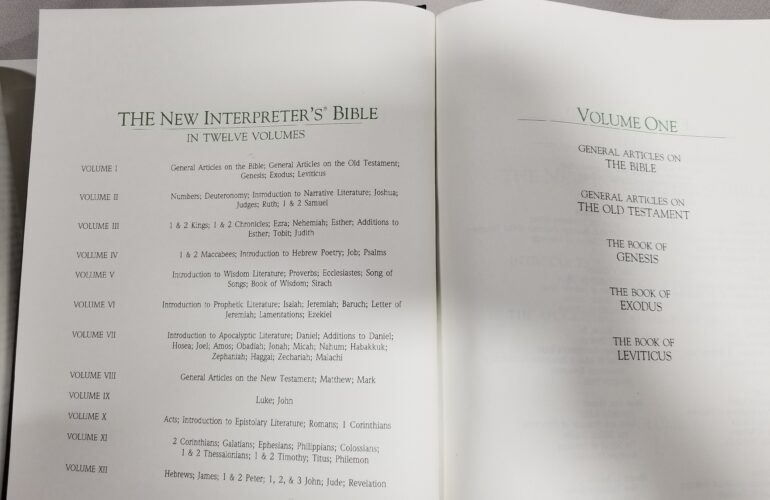 THE NEW INTERPRETER'S® BIBLE
IN TWELVE VOLUMES
VOLUME I General Articles on the Bible; General Articles on the Old Testament;
Genesis; Exodus; Leviticus
VOLUME II Numbers; Deuteronomy; Introduction to Narrative Literature; Joshua;
Judges; Ruth; 1 & 2 Samuel
VOLUME III 1 & 2 Kings; 1 & 2 Chronicles; Ezra; Nehemiah; Esther; Additions to
Esther; Tobit; Judith
VOLUME IV 1 & 2 Maccabees; Introduction to Hebrew Poetry; Job; Psalms
VOLUME V Introduction to Wisdom Literature; Proverbs; Ecclesiastes; Song of
Songs; Book of Wisdom; Sirach
VOLUME VI Introduction to Prophetic Literature; Isaiah; Jeremiah; Baruch; Letter of
Jeremiah; Lamentations; Ezekiel
VOLUME VII Introduction to Apocalyptic Literature; Daniel; Additions to Daniel;
Hosea; Joel; Amos; Obadiah; Jonah; Micah; Nahum; Habakkuk;
Zephaniah; Haggai; Zechariah; Malachi
VOLUME VIII General Articles on the New Testament; Matthew; Mark
VOLUME IX Luke; John
VOLUME X Acts; Introduction to Epistolary Literature; Romans; 1 Corinthians
VOLUME XI 2 Corinthians; Galatians; Ephesians; Philippians; Colossians;
1 & 2 Thessalonians; 1 & 2 Timothy; Titus; Philemon
VOLUME XII Hebrews; James; 1 & 2 Peter; 1, 2, & 3 John; Jude; Revelation
VOLUME ONE
GENERAL ARTICLES ON
THE BIBLE
GENERAL ARTICLES ON
THE OLD TESTAMENT
THE BOOK OF
GENESIS
THE BOOK OF
EXODUS
THE BOOK OF
LEVITICUS